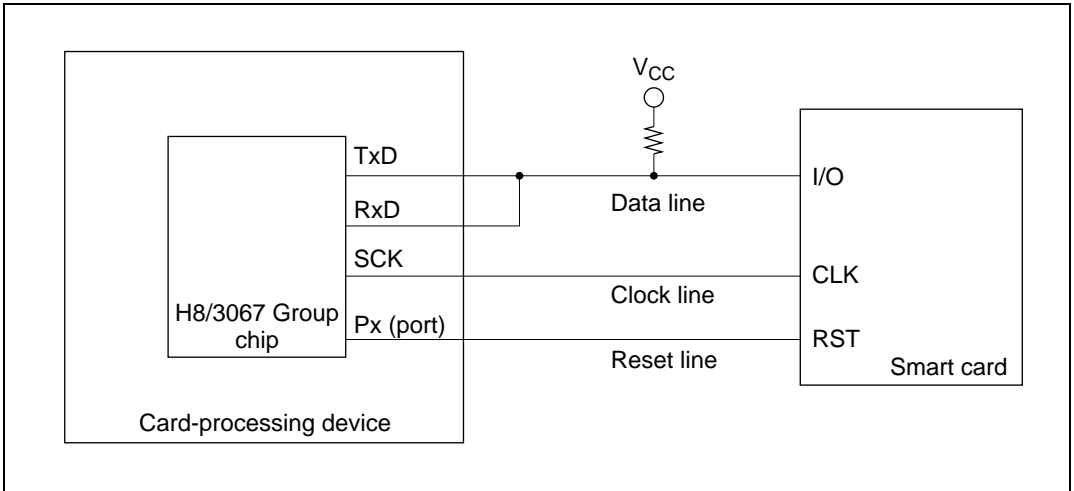 VCC
TxD
I/O
RxD
Data line
SCK
CLK
Clock line
H8/3067 Group
chip
Px (port)
RST
Reset line
Smart card
Card-processing device